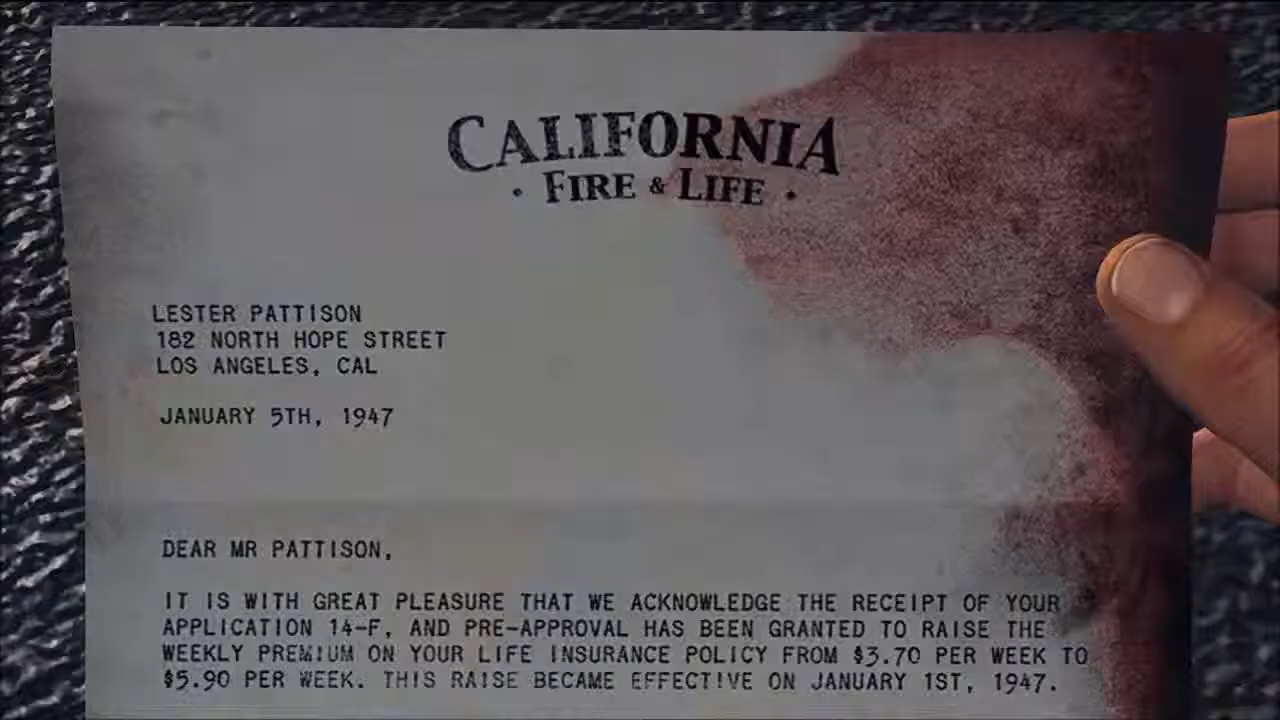 CALIFORNIA
• FIRE & LIFE •
LESTER PATTISON
182 NORTH HOPE STREET
LOS ANGELES, CAL
JANUARY 5TH, 1947
DEAR MR PATTISON,
IT IS WITH GREAT PLEASURE THAT WE ACKNOWLEDGE THE RECEIPT OF YOUR
APPLICATION 14-F, AND PRE-APPROVAL HAS BEEN GRANTED TO RAISE THE
WEEKLY PREMIUM ON YOUR LIFE INSURANCE POLICY FROM $3.70 PER WEEK TO
$5.90 PER WEEK. THIS RAISE BECAME EFFECTIVE ON JANUARY 1ST, 1947.